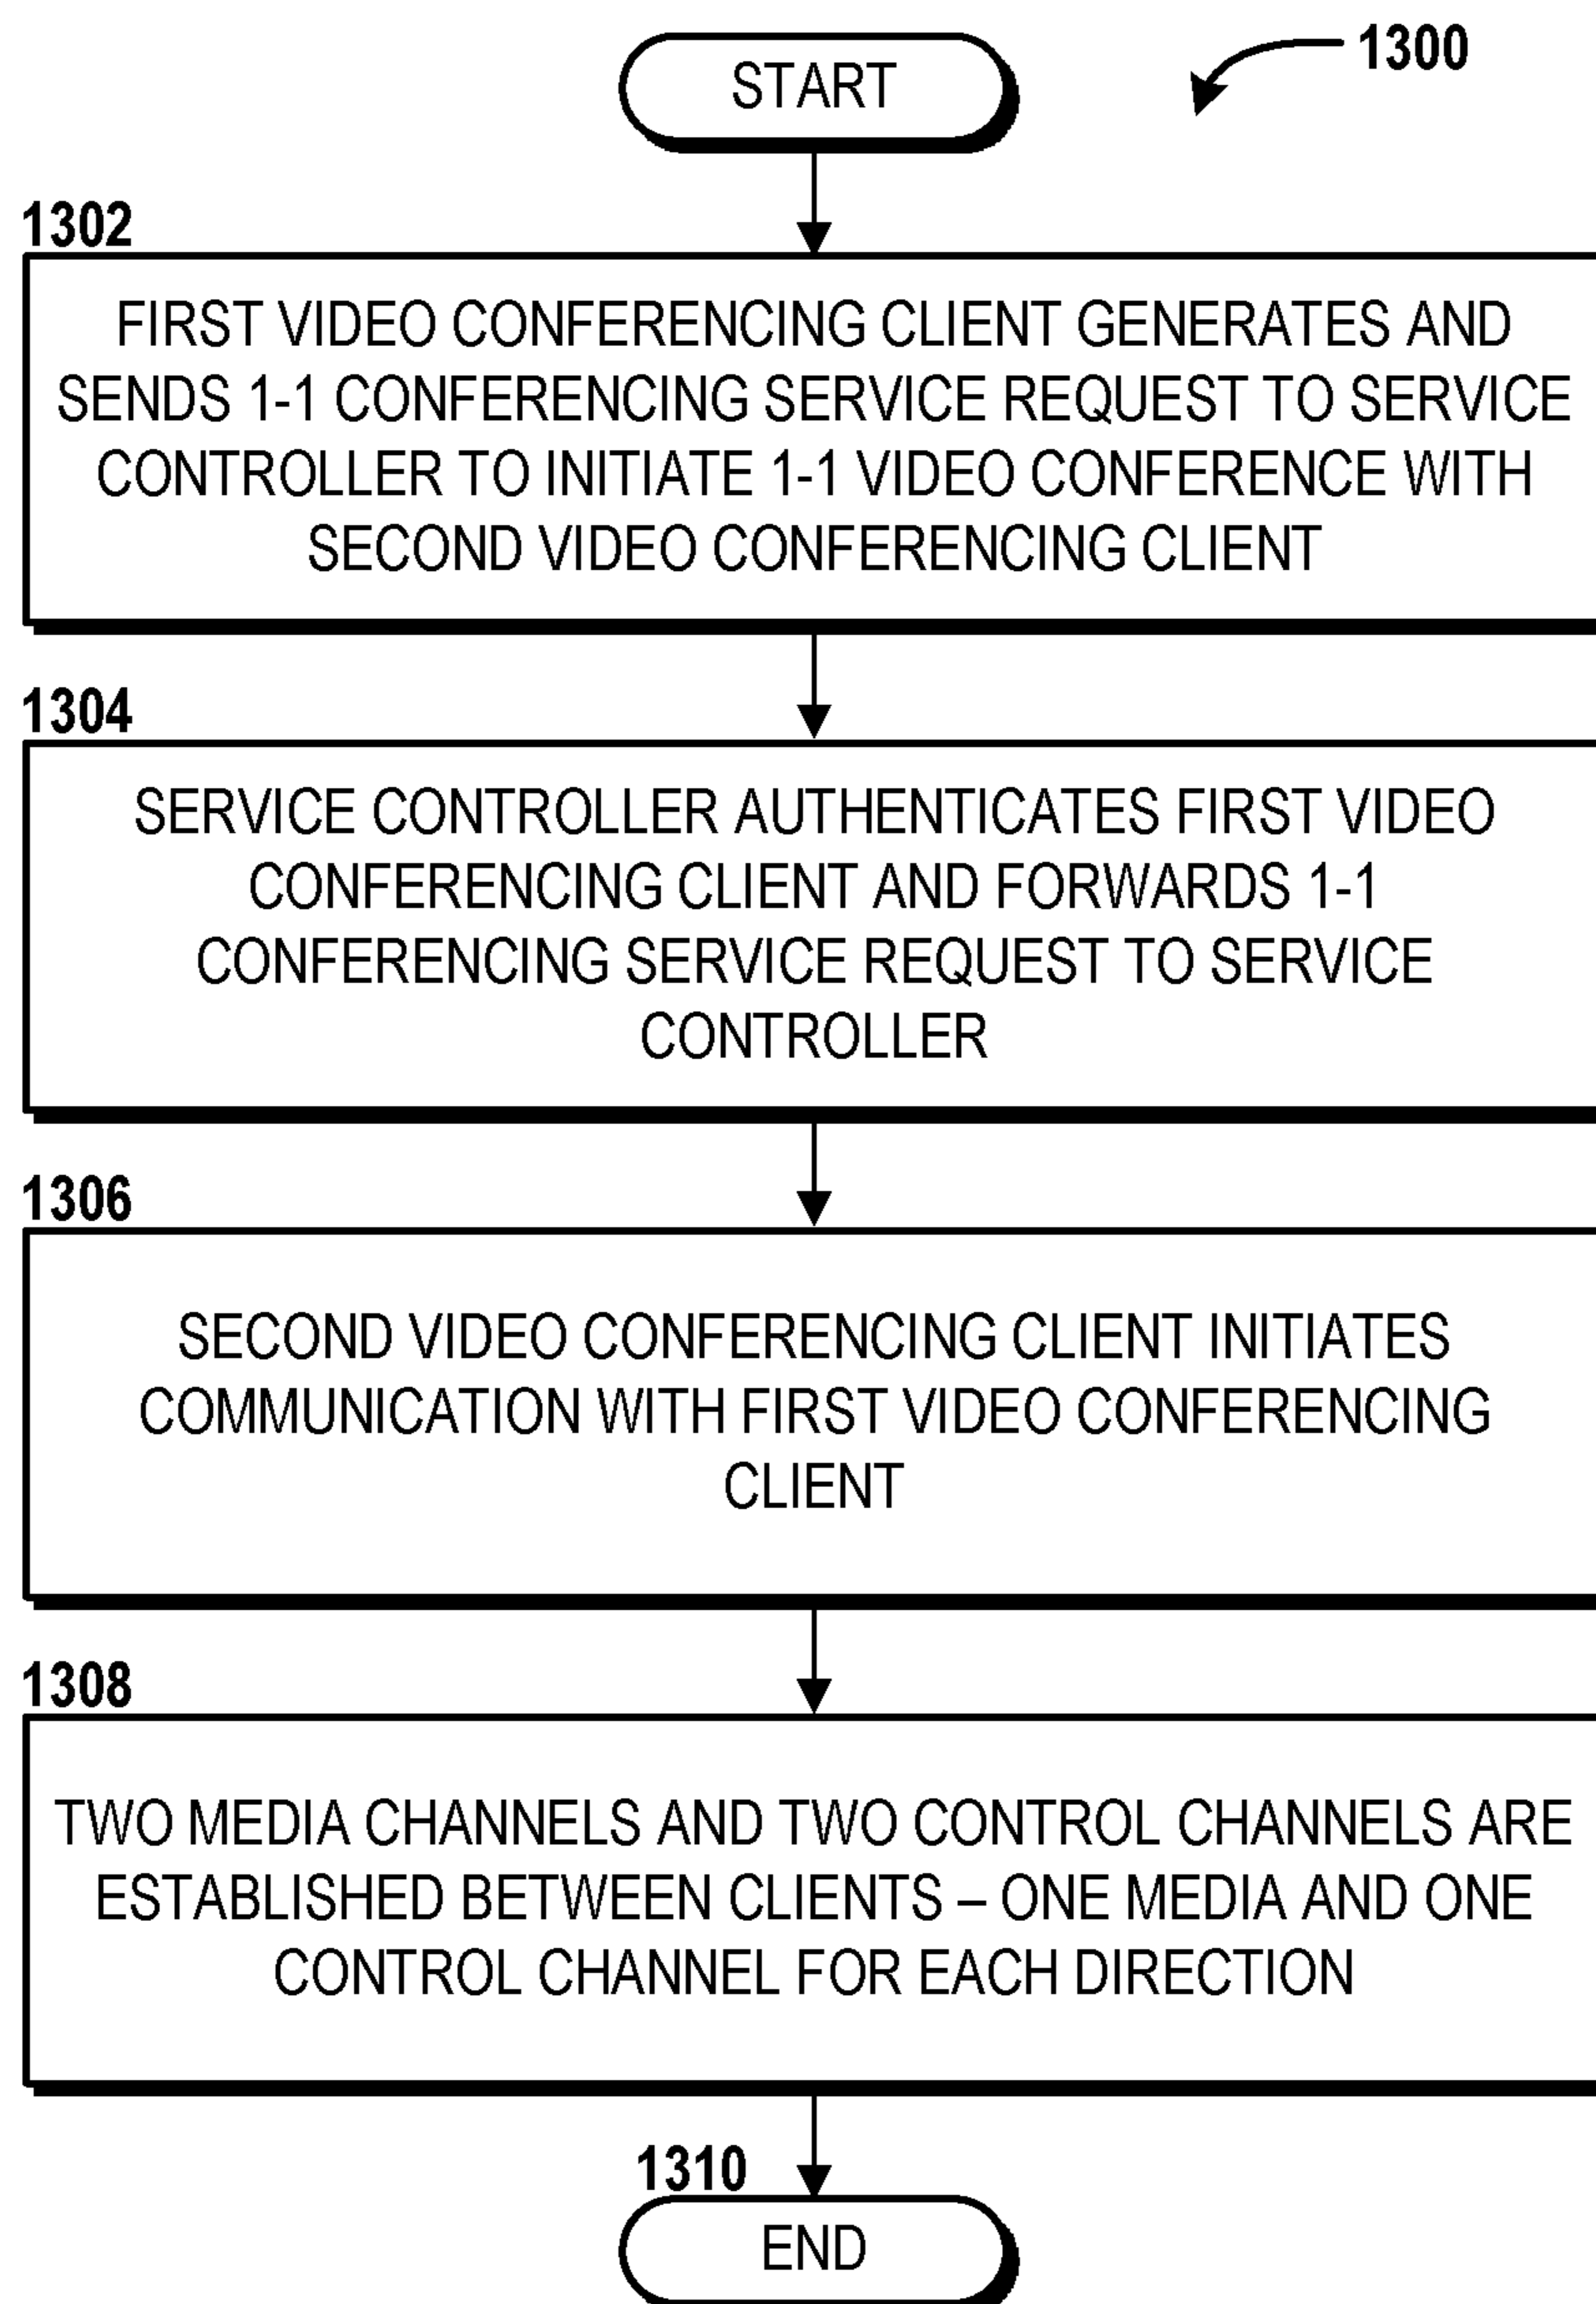 START
1300
1302
FIRST VIDEO CONFERENCING CLIENT GENERATES AND
SENDS 1-1 CONFERENCING SERVICE REQUEST TO SERVICE
CONTROLLER TO INITIATE 1-1 VIDEO CONFERENCE WITH
SECOND VIDEO CONFERENCING CLIENT
1304
SERVICE CONTROLLER AUTHENTICATES FIRST VIDEO
CONFERENCING CLIENT AND FORWARDS 1-1
CONFERENCING SERVICE REQUEST TO SERVICE
CONTROLLER
1306
SECOND VIDEO CONFERENCING CLIENT INITIATES
COMMUNICATION WITH FIRST VIDEO CONFERENCING
CLIENT
1308
TWO MEDIA CHANNELS AND TWO CONTROL CHANNELS ARE
ESTABLISHED BETWEEN CLIENTS – ONE MEDIA AND ONE
CONTROL CHANNEL FOR EACH DIRECTION
1310
END